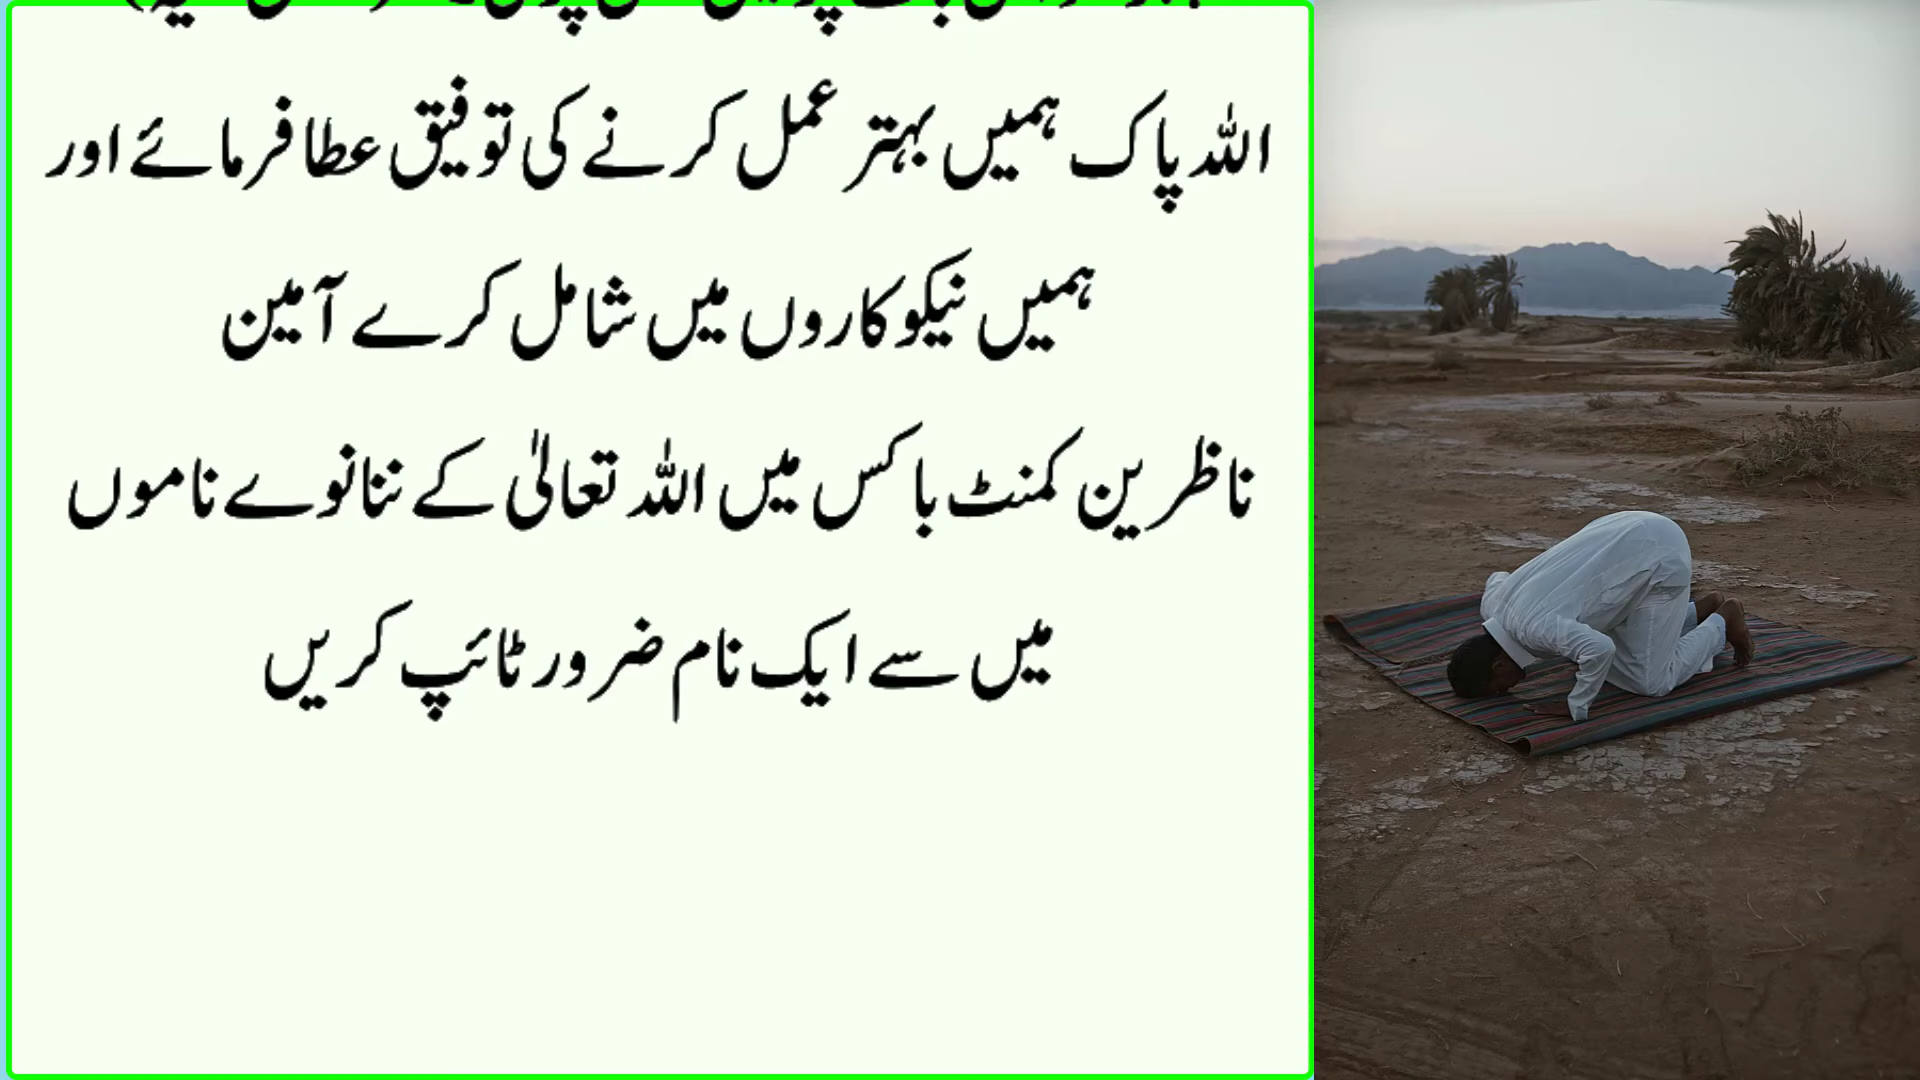 اللہ پاک ہمیں بہتر عمل کرنے کی توفیق عطا فرمائے اور
ہمیں نیکوکاروں میں شامل کرے آمین
ناظرین کمنٹ باکس میں اللہ تعالیٰ کے ننانوے ناموں
میں سے ایک نام ضرور ٹائپ کریں